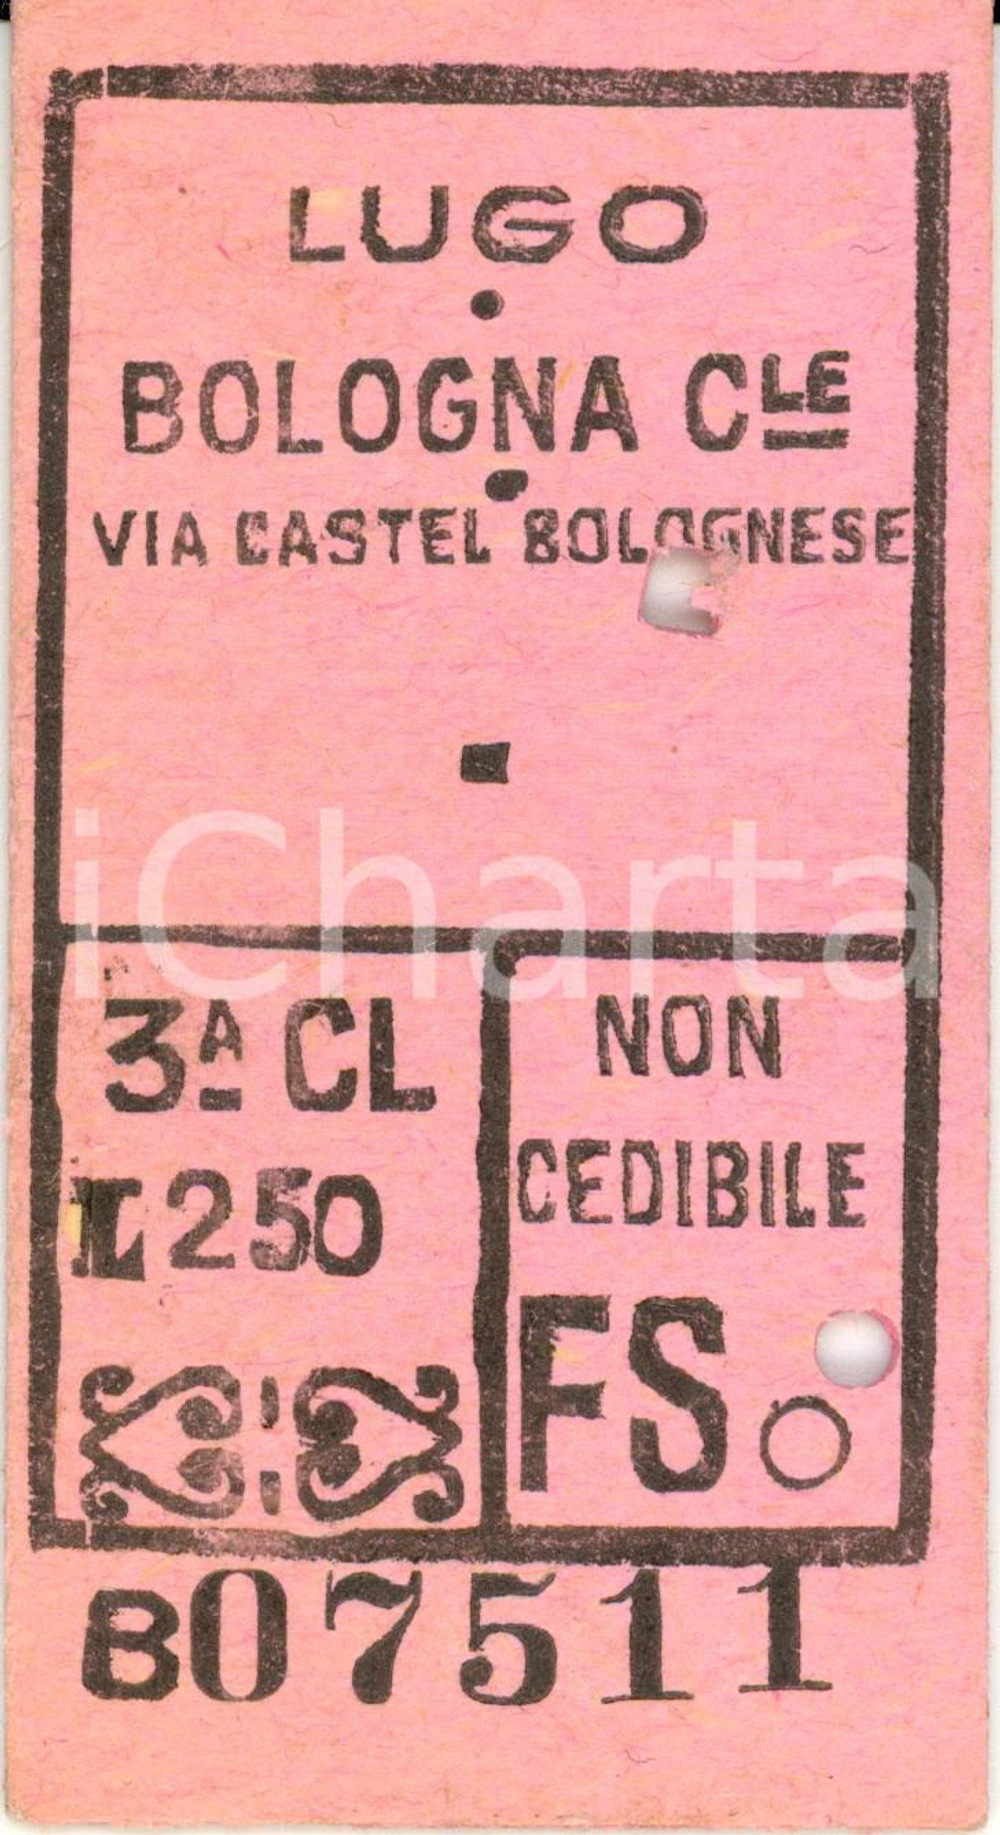 LUGO
BOLOGNA CLE
VIA CASTEL BOLOGNESE
iCharta
3A CL
L 250
NON
CEDIBILE
FS.
B07511